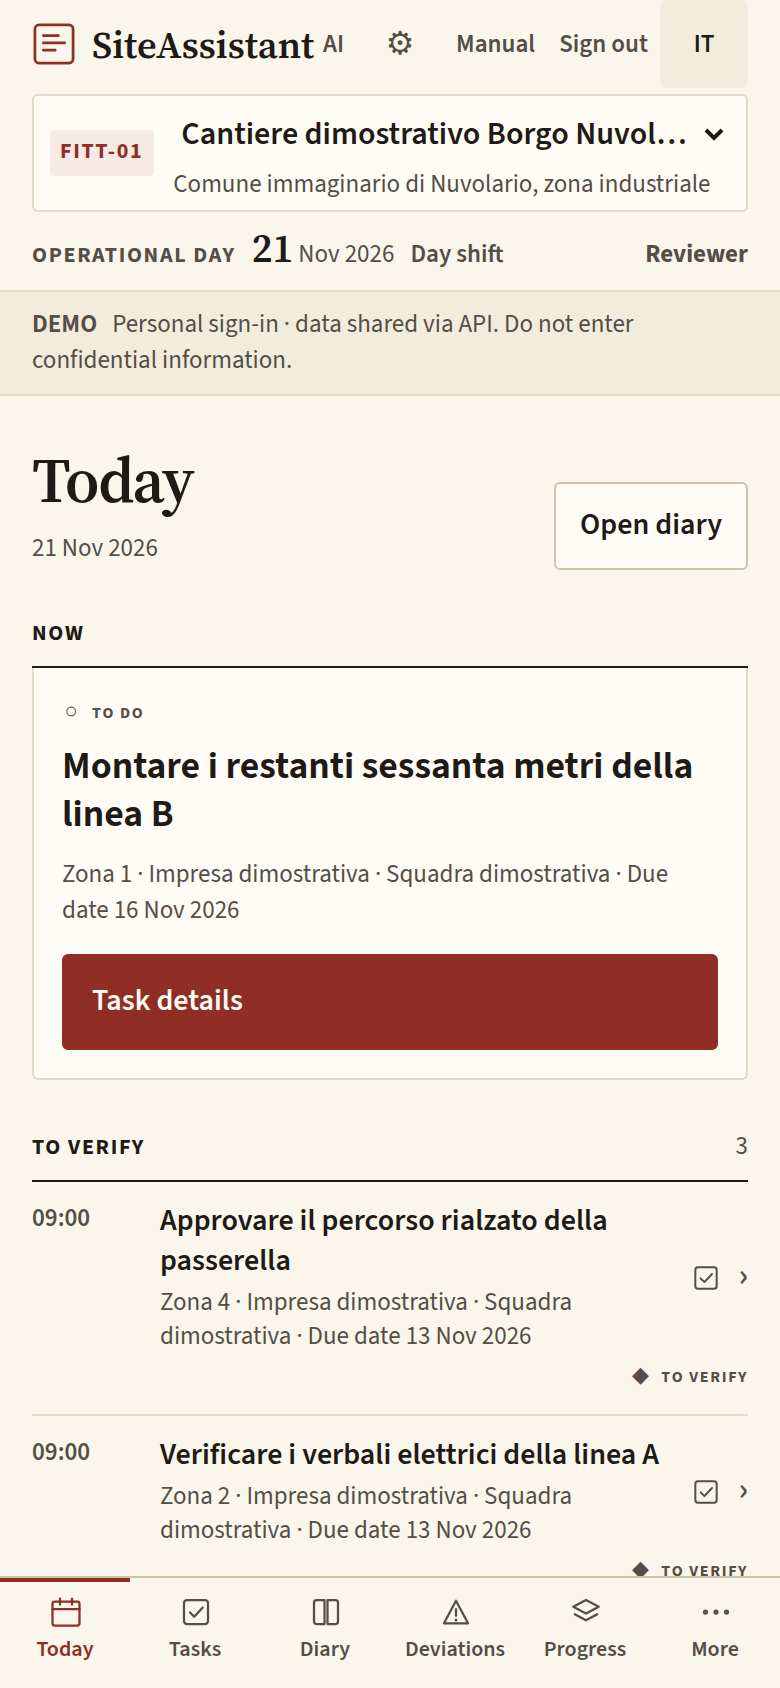 SiteAssistant AI ⚙ Manual Sign out IT
FITT-01
Cantiere dimostrativo Borgo Nuvol...
Comune immaginario di Nuvolario, zona industriale
OPERATIONAL DAY 21 Nov 2026 Day shift Reviewer
DEMO Personal sign-in · data shared via API. Do not enter
confidential information.
Today
21 Nov 2026
Open diary
NOW
TO DO
Montare i restanti sessanta metri della
linea B
Zona 1 · Impresa dimostrativa · Squadra dimostrativa · Due
date 16 Nov 2026
Task details
TO VERIFY 3
09:00
Approvare il percorso rialzato della
passerella
Zona 4 · Impresa dimostrativa · Squadra
dimostrativa · Due date 13 Nov 2026
TO VERIFY
09:00
Verificare i verbali elettrici della linea A
Zona 2 · Impresa dimostrativa · Squadra
dimostrativa · Due date 13 Nov 2026
TO VERIFY
Today Tasks Diary Deviations Progress More